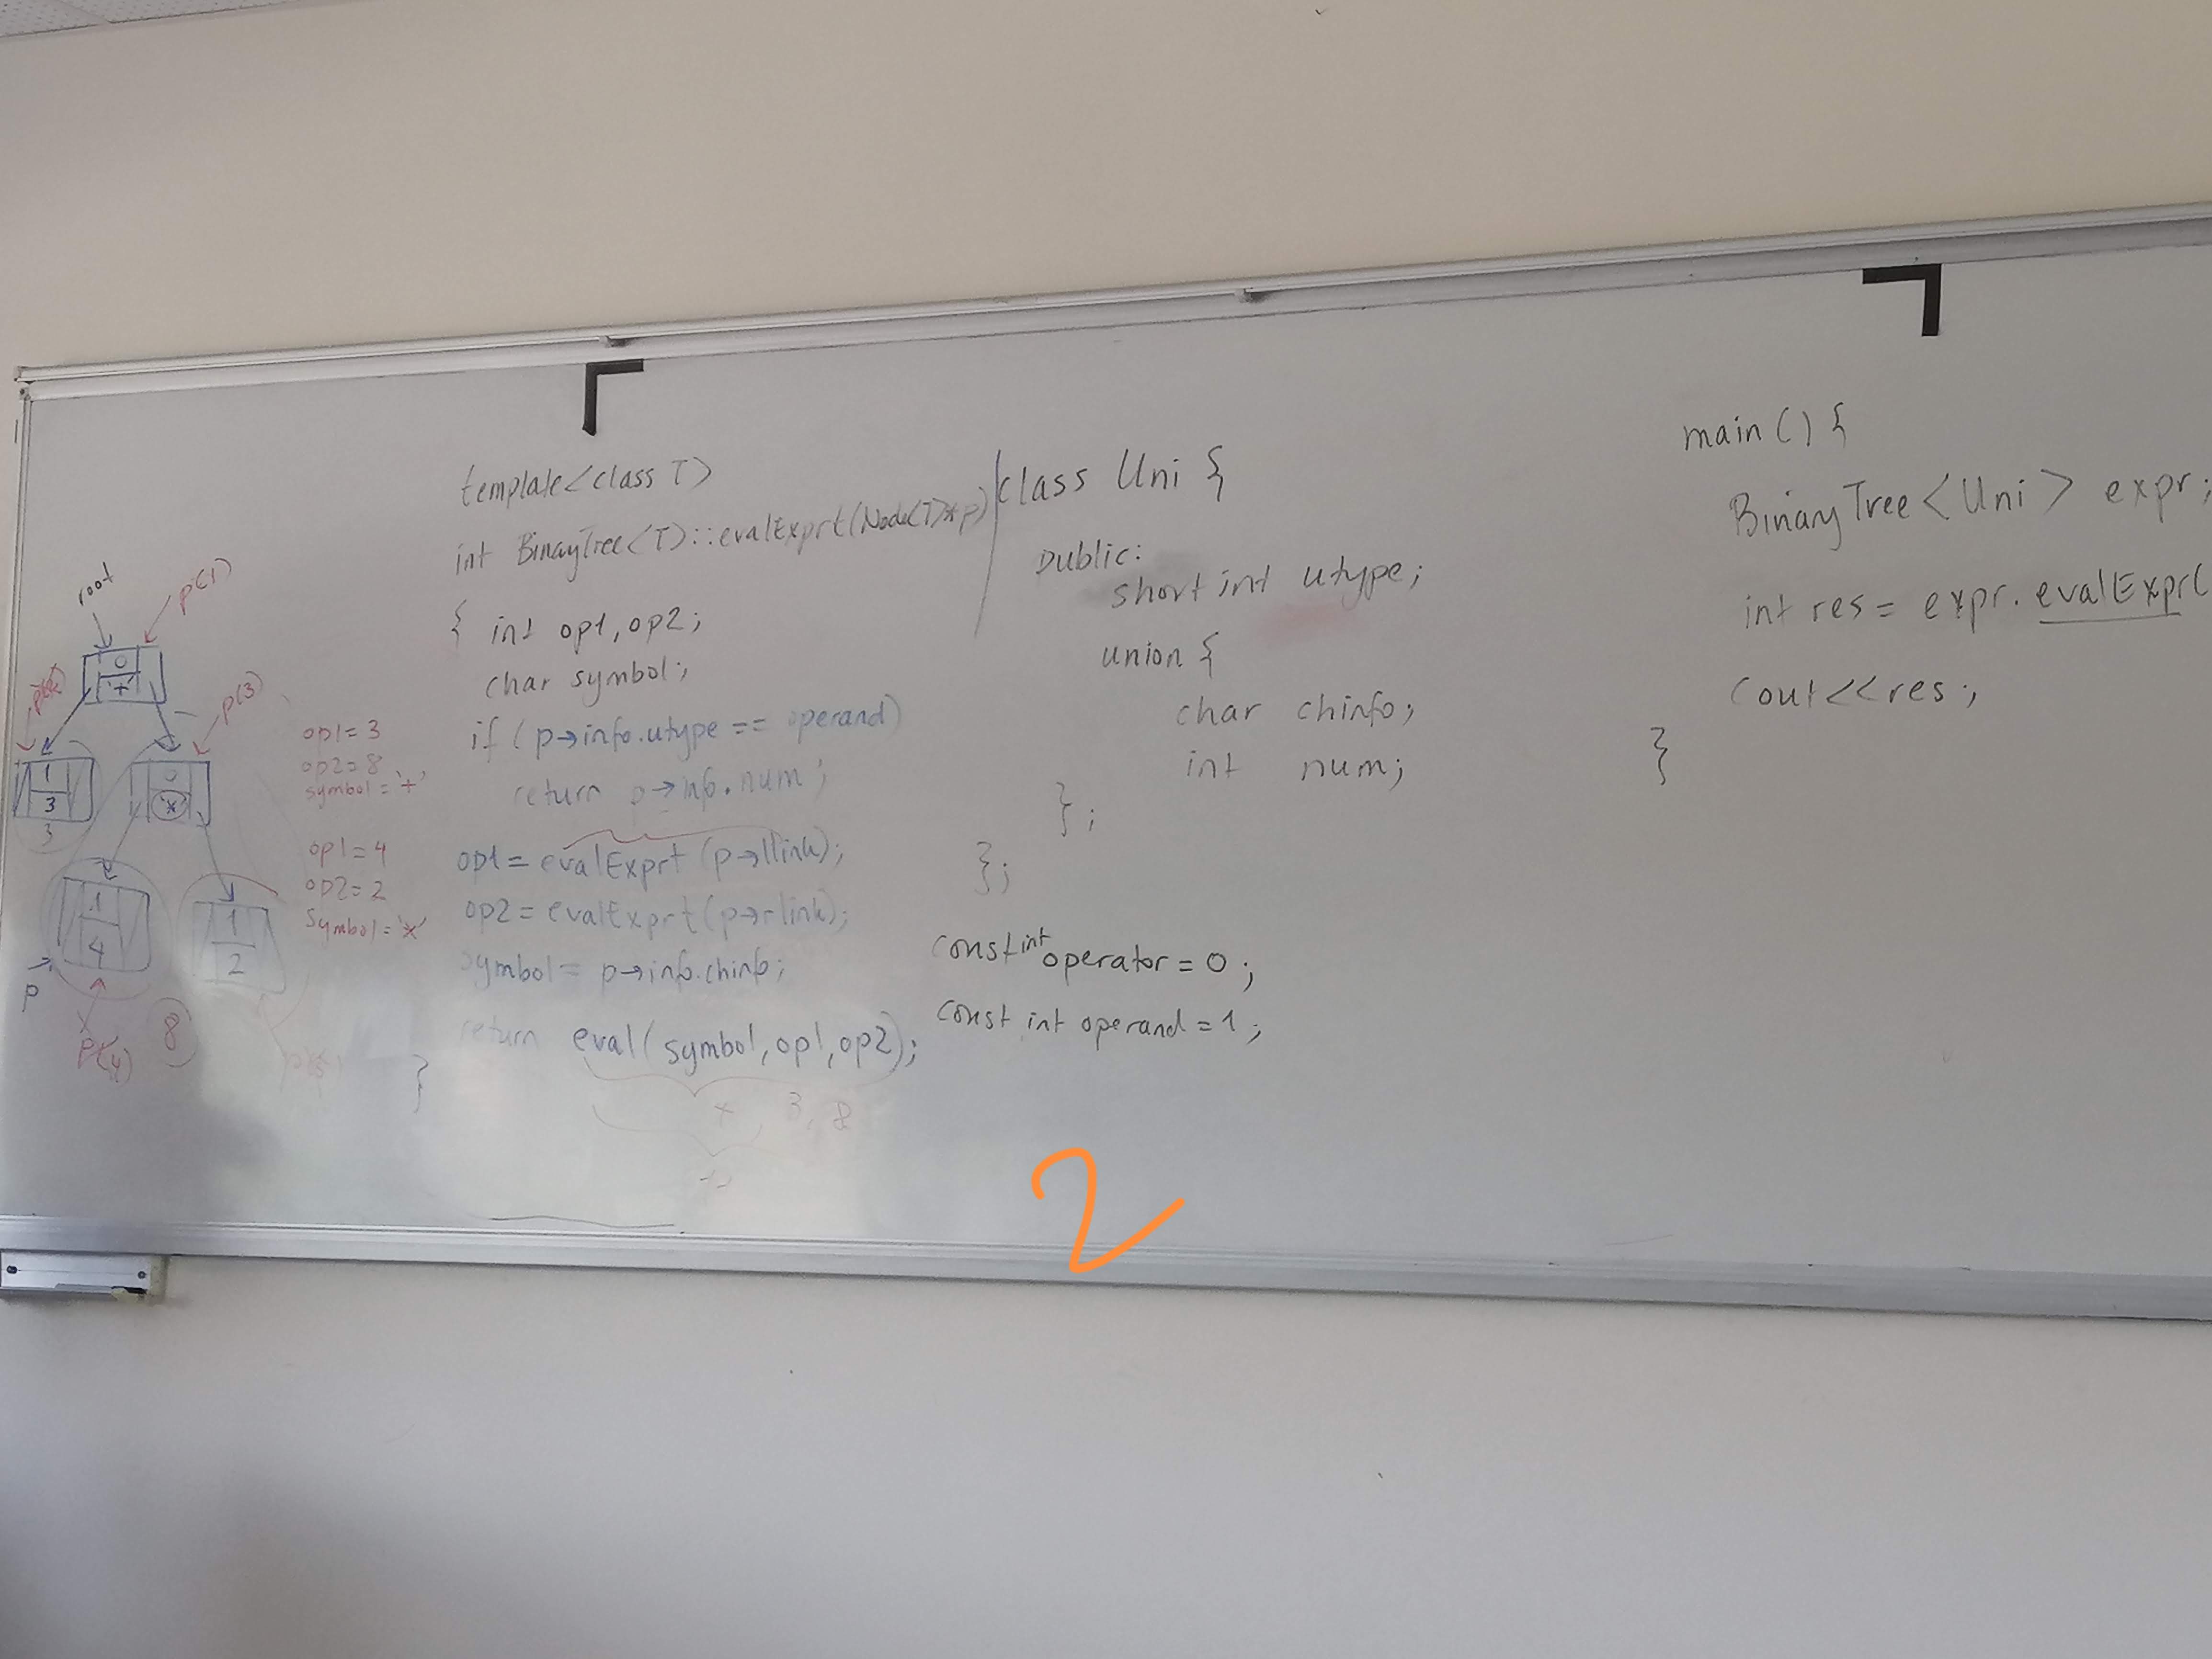 root
p(1)
0
'+'
p(3)
1
3
3
0
'*'
1
4
1
2
p
p(4)
8
op1 = 3
op2 = 8
symbol = '+'
op1 = 4
op2 = 2
symbol = '*'
template<class T>
int BinaryTree<T>::evalExprt(Node<T>*p)
{ int op1, op2;
char symbol;
if (p→info.utype == operand)
return p→info.num;
op1 = evalExprt(p→llink);
op2 = evalExprt(p→rlink);
symbol = p→info.chinfo;
return eval(symbol, op1, op2);
}
+ 3, 8
class Uni {
public:
short int utype;
union {
char chinfo;
int num;
};
};
const int operator = 0;
const int operand = 1;
main() {
BinaryTree<Uni> expr;
int res = expr.evalExpr(
cout<<res;
}
2